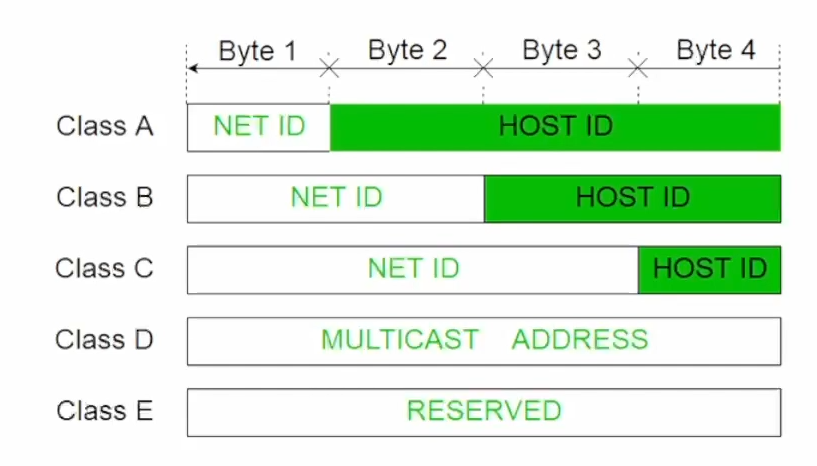 Byte 1 Byte 2 Byte 3 Byte 4
Class A NET ID HOST ID
Class B NET ID HOST ID
Class C NET ID HOST ID
Class D MULTICAST ADDRESS
Class E RESERVED